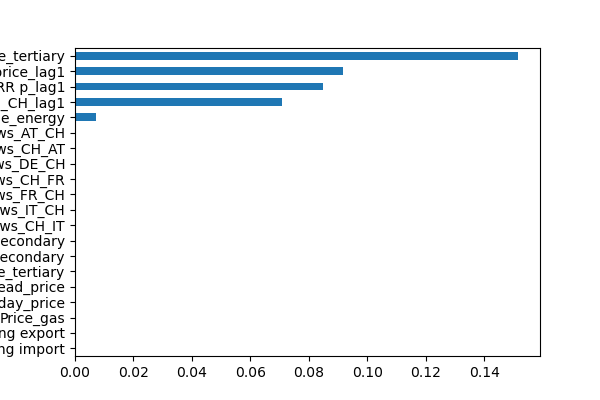 e_tertiary
price_lag1
RR p_lag1
_CH_lag1
e_energy
ws_AT_CH
ws_CH_AT
ws_DE_CH
ws_CH_FR
ws_FR_CH
ws_IT_CH
ws_CH_IT
econdary
econdary
e_tertiary
ead_price
day_price
Price_gas
ng export
ng import
0.00 0.02 0.04 0.06 0.08 0.10 0.12 0.14